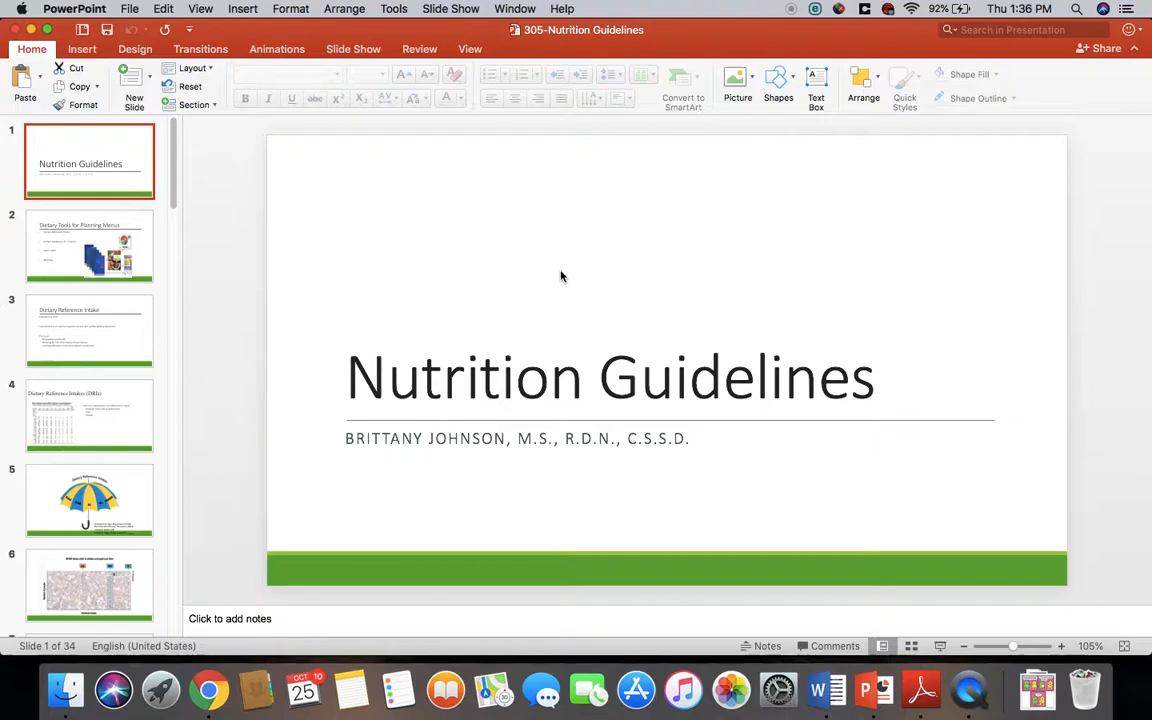 PowerPoint File Edit View Insert Format Arrange Tools Slide Show Window Help 92% Thu 1:36 PM
305-Nutrition Guidelines Search in Presentation
Home Insert Design Transitions Animations Slide Show Review View Share
Paste Cut Copy Format
New Slide Layout Reset Section
Convert to SmartArt Picture Shapes Text Box Arrange Quick Styles Shape Fill Shape Outline
1
Nutrition Guidelines
2
Dietary Tools for Planning Menus
3
Dietary Reference Intake
4
Dietary Reference Intakes (DRIs)
5
Dietary Reference Intakes
6
Nutrition Guidelines
BRITTANY JOHNSON, M.S., R.D.N., C.S.S.D.
Click to add notes
Slide 1 of 34 English (United States) Notes Comments 105%
OCT 10
25